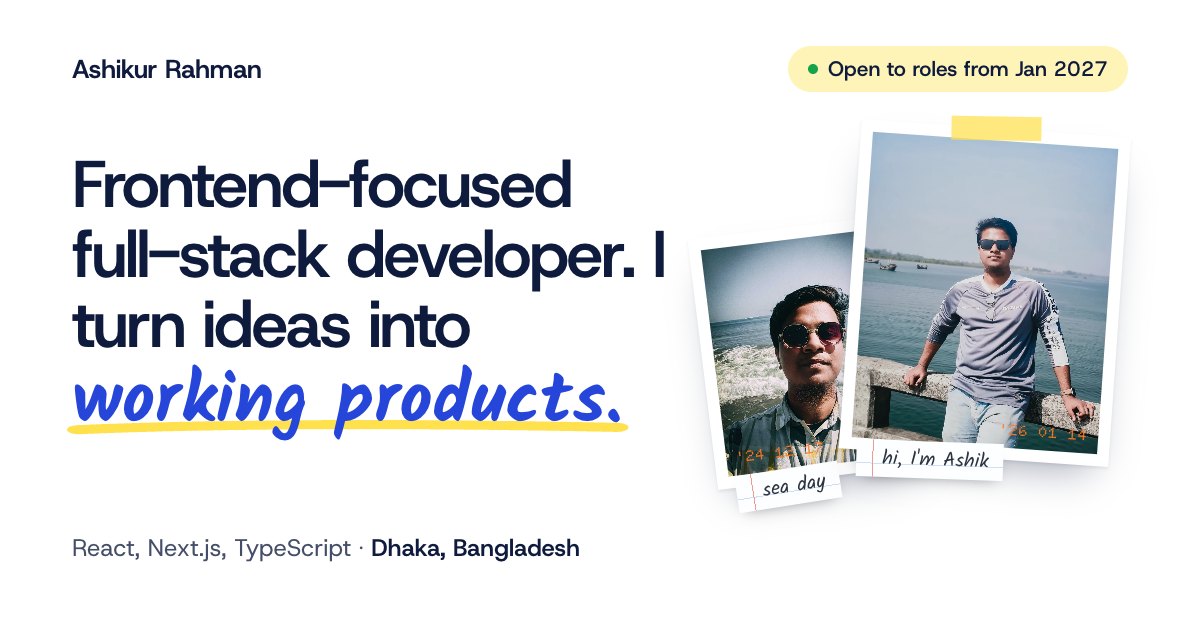 Ashikur Rahman
Open to roles from Jan 2027
Frontend-focused
full-stack developer. I
turn ideas into
working products.
'26 01 14
hi, I'm Ashik
sea day
React, Next.js, TypeScript · Dhaka, Bangladesh